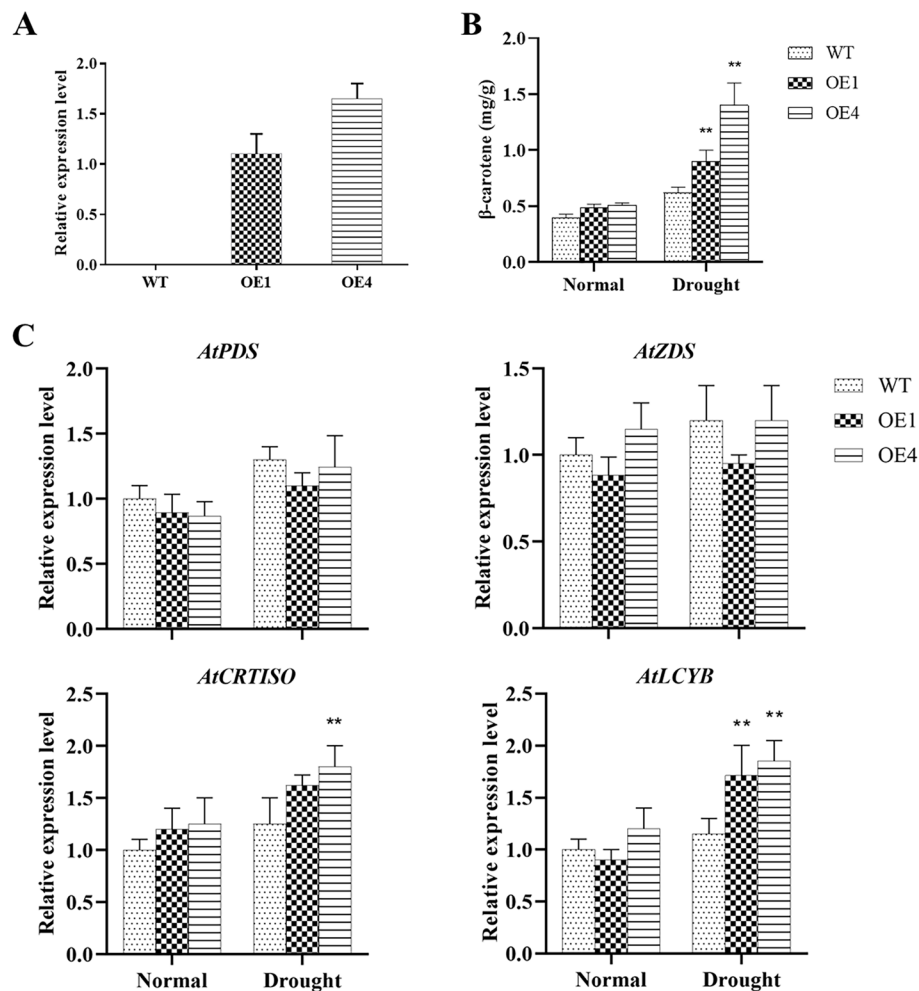 A
Relative expression level
2.0
1.5
1.0
0.5
0.0
WT
OE1
OE4
B
β-carotene (mg/g)
2.0
1.5
1.0
0.5
0.0
**
**
Normal
Drought
WT
OE1
OE4
C
AtPDS
Relative expression level
2.0
1.5
1.0
0.5
0.0
AtZDS
Relative expression level
1.5
1.0
0.5
0.0
WT
OE1
OE4
AtCRTISO
Relative expression level
2.5
2.0
1.5
1.0
0.5
0.0
**
Normal
Drought
AtLCYB
Relative expression level
2.5
2.0
1.5
1.0
0.5
0.0
**
**
Normal
Drought